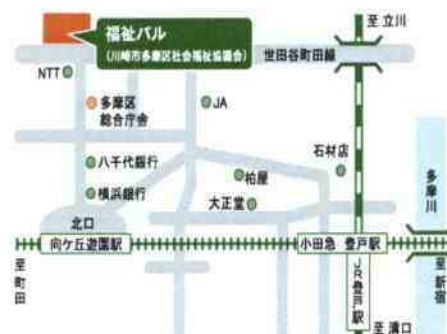 至 立川
福祉パル
(川崎市多摩区社会福祉協議会)
世田谷町田線
NTT
多摩区
総合庁舎
JA
石材店
八千代銀行
柏屋
多摩川
横浜銀行
大正堂
北口
向ケ丘遊園駅
小田急 登戸駅
至 町田
至 新宿
至 溝口